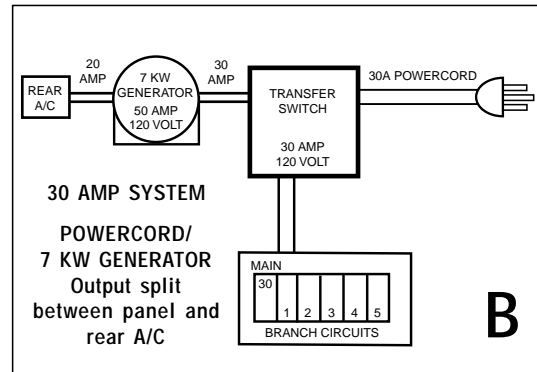 20
AMP
30
AMP
REAR
A/C
7 KW
GENERATOR
50 AMP
120 VOLT
TRANSFER
SWITCH
30 AMP
120 VOLT
30A POWERCORD
30 AMP SYSTEM
POWERCORD/
7 KW GENERATOR
Output split
between panel and
rear A/C
MAIN
30
1 2 3 4 5
BRANCH CIRCUITS
B